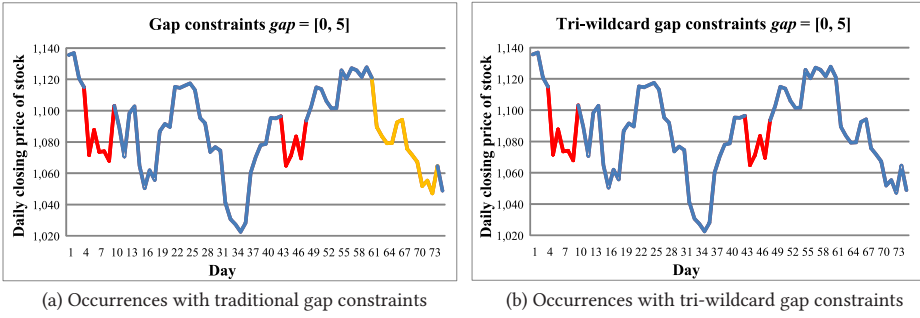 Gap constraints gap = [0, 5]
Daily closing price of stock
1,140
1,120
1,100
1,080
1,060
1,040
1,020
1 4 7 10 13 16 19 22 25 28 31 34 37 40 43 46 49 52 55 58 61 64 67 70 73
Day
(a) Occurrences with traditional gap constraints
Tri-wildcard gap constraints gap = [0, 5]
Daily closing price of stock
1,140
1,120
1,100
1,080
1,060
1,040
1,020
1 4 7 10 13 16 19 22 25 28 31 34 37 40 43 46 49 52 55 58 61 64 67 70 73
Day
(b) Occurrences with tri-wildcard gap constraints